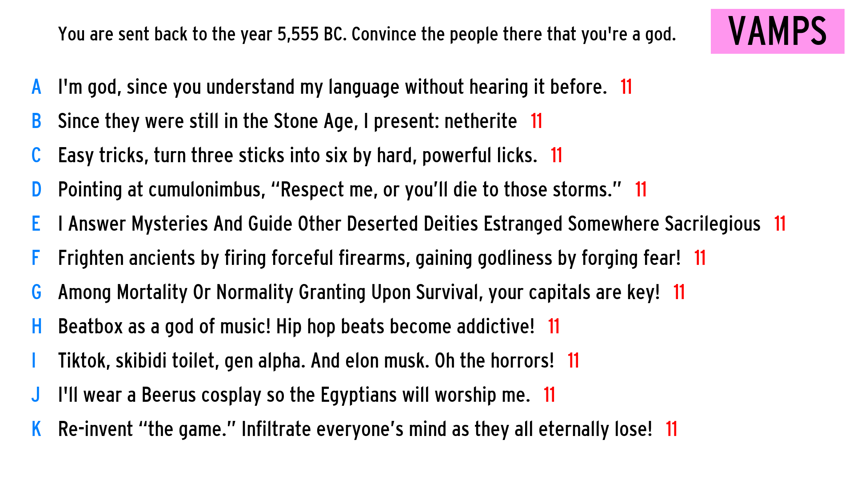 You are sent back to the year 5,555 BC. Convince the people there that you're a god.
VAMPS
A I'm god, since you understand my language without hearing it before. 11
B Since they were still in the Stone Age, I present: netherite 11
C Easy tricks, turn three sticks into six by hard, powerful licks. 11
D Pointing at cumulonimbus, “Respect me, or you’ll die to those storms.” 11
E I Answer Mysteries And Guide Other Deserted Deities Estranged Somewhere Sacrilegious 11
F Frighten ancients by firing forceful firearms, gaining godliness by forging fear! 11
G Among Mortality Or Normality Granting Upon Survival, your capitals are key! 11
H Beatbox as a god of music! Hip hop beats become addictive! 11
I Tiktok, skibidi toilet, gen alpha. And elon musk. Oh the horrors! 11
J I'll wear a Beerus cosplay so the Egyptians will worship me. 11
K Re-invent “the game.” Infiltrate everyone’s mind as they all eternally lose! 11